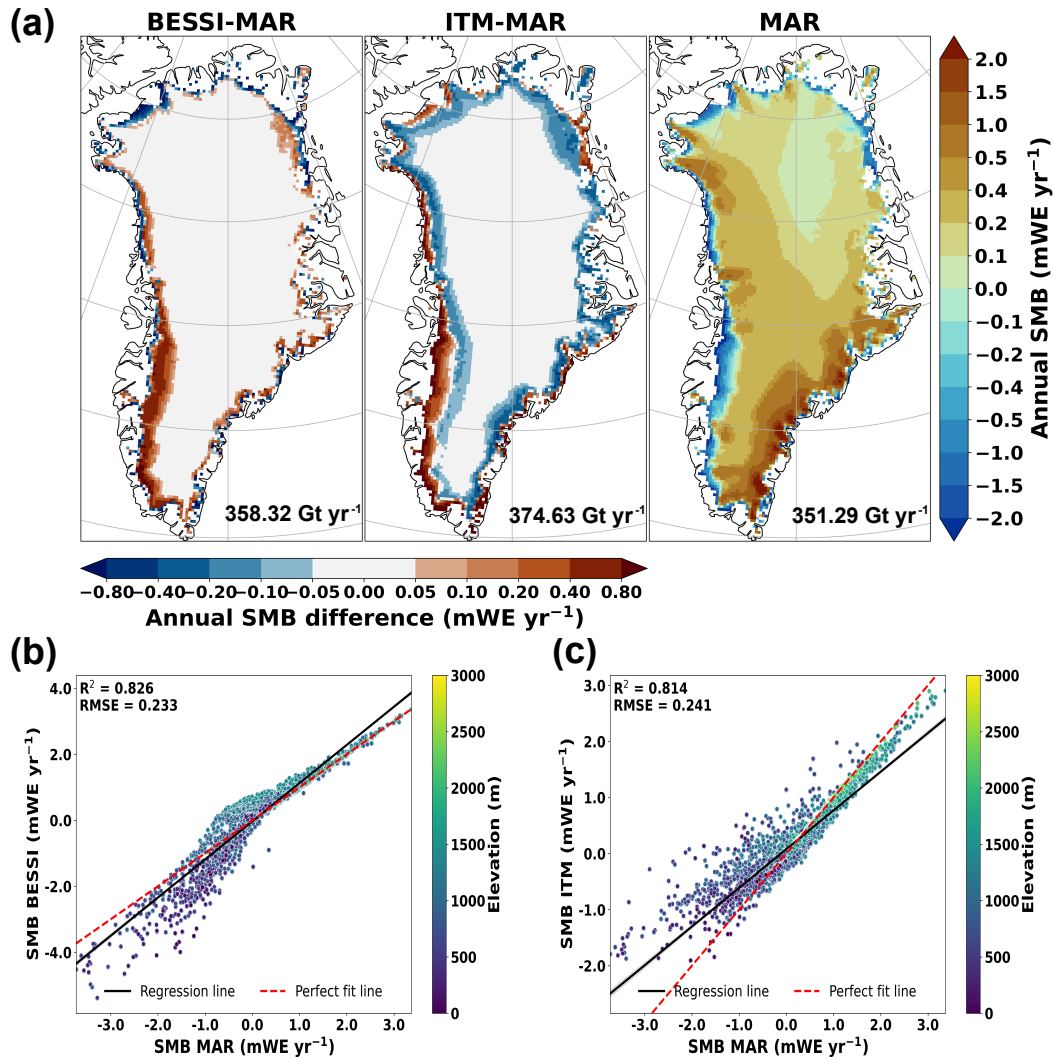 (a)
BESSI-MAR
ITM-MAR
MAR
358.32 Gt yr⁻¹
374.63 Gt yr⁻¹
351.29 Gt yr⁻¹
2.0
1.5
1.0
0.5
0.4
0.2
0.1
0.0
−0.1
−0.2
−0.4
−0.5
−1.0
−1.5
−2.0
Annual SMB (mWE yr⁻¹)
−0.80 −0.40 −0.20 −0.10 −0.05 0.00 0.05 0.10 0.20 0.40 0.80
Annual SMB difference (mWE yr⁻¹)
(b)
R² = 0.826
RMSE = 0.233
4.0
2.0
0.0
-2.0
-4.0
SMB BESSI (mWE yr⁻¹)
Regression line
Perfect fit line
-3.0 -2.0 -1.0 0.0 1.0 2.0 3.0
SMB MAR (mWE yr⁻¹)
3000
2500
2000
1500
1000
500
0
Elevation (m)
(c)
R² = 0.814
RMSE = 0.241
3.0
2.0
1.0
0.0
-1.0
-2.0
SMB ITM (mWE yr⁻¹)
Regression line
Perfect fit line
-3.0 -2.0 -1.0 0.0 1.0 2.0 3.0
SMB MAR (mWE yr⁻¹)
3000
2500
2000
1500
1000
500
0
Elevation (m)